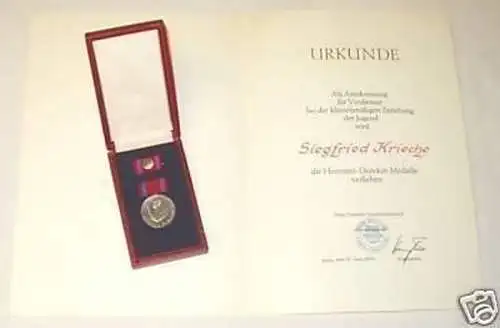 URKUNDE
Als Anerkennung
für Verdienste
bei der klassenmäßigen Erziehung
der Jugend
wird
Siegfried Krieche
die Hermann-Duncker-Medaille
verliehen